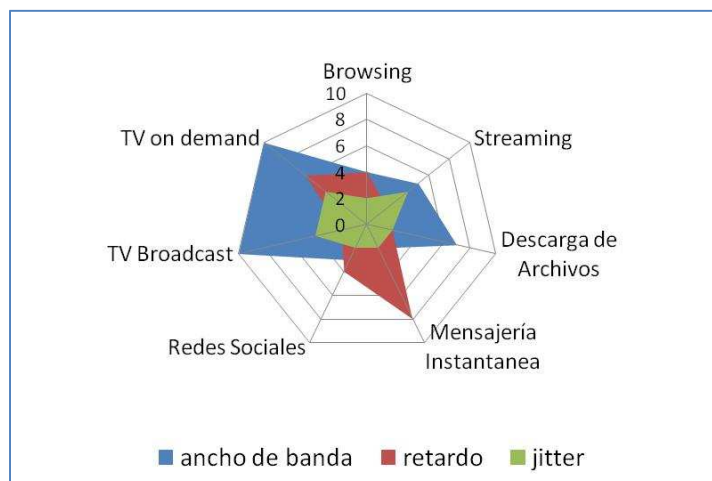 Browsing
10
8
6
4
2
0
Streaming
Descarga de
Archivos
Mensajería
Instantanea
Redes Sociales
TV Broadcast
TV on demand
ancho de banda
retardo
jitter